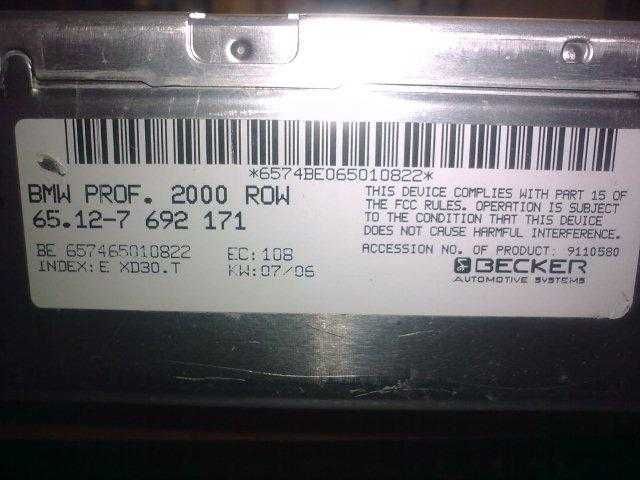 *6574BE065010822*
BMW PROF. 2000 ROW
65.12-7 692 171
BE 657465010822 EC:108
INDEX:E XD30.T KW:07/06
THIS DEVICE COMPLIES WITH PART 15 OF
THE FCC RULES. OPERATION IS SUBJECT
TO THE CONDITION THAT THIS DEVICE
DOES NOT CAUSE HARMFUL INTERFERENCE.
ACCESSION NO. OF PRODUCT: 9110580
BECKER
AUTOMOTIVE SYSTEMS